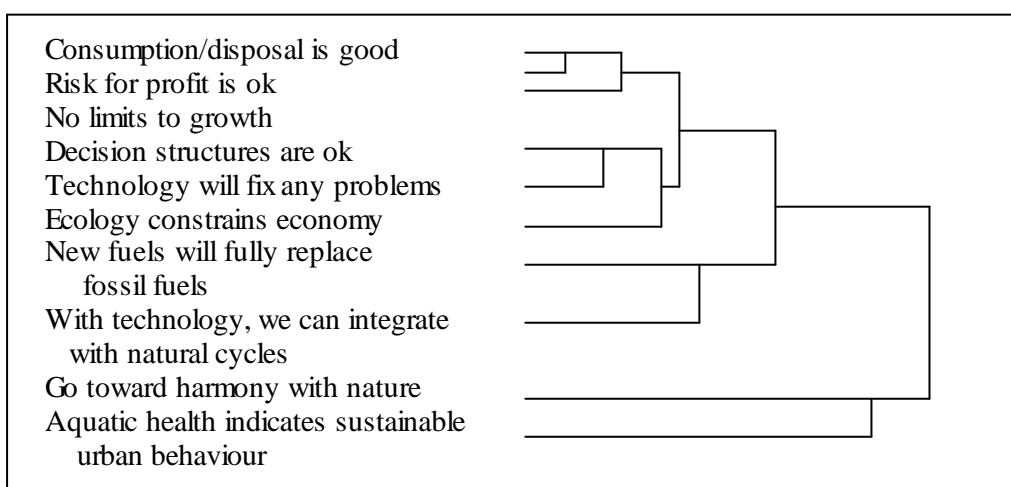 Consumption/disposal is good
Risk for profit is ok
No limits to growth
Decision structures are ok
Technology will fix any problems
Ecology constrains economy
New fuels will fully replace
fossil fuels
With technology, we can integrate
with natural cycles
Go toward harmony with nature
Aquatic health indicates sustainable
urban behaviour